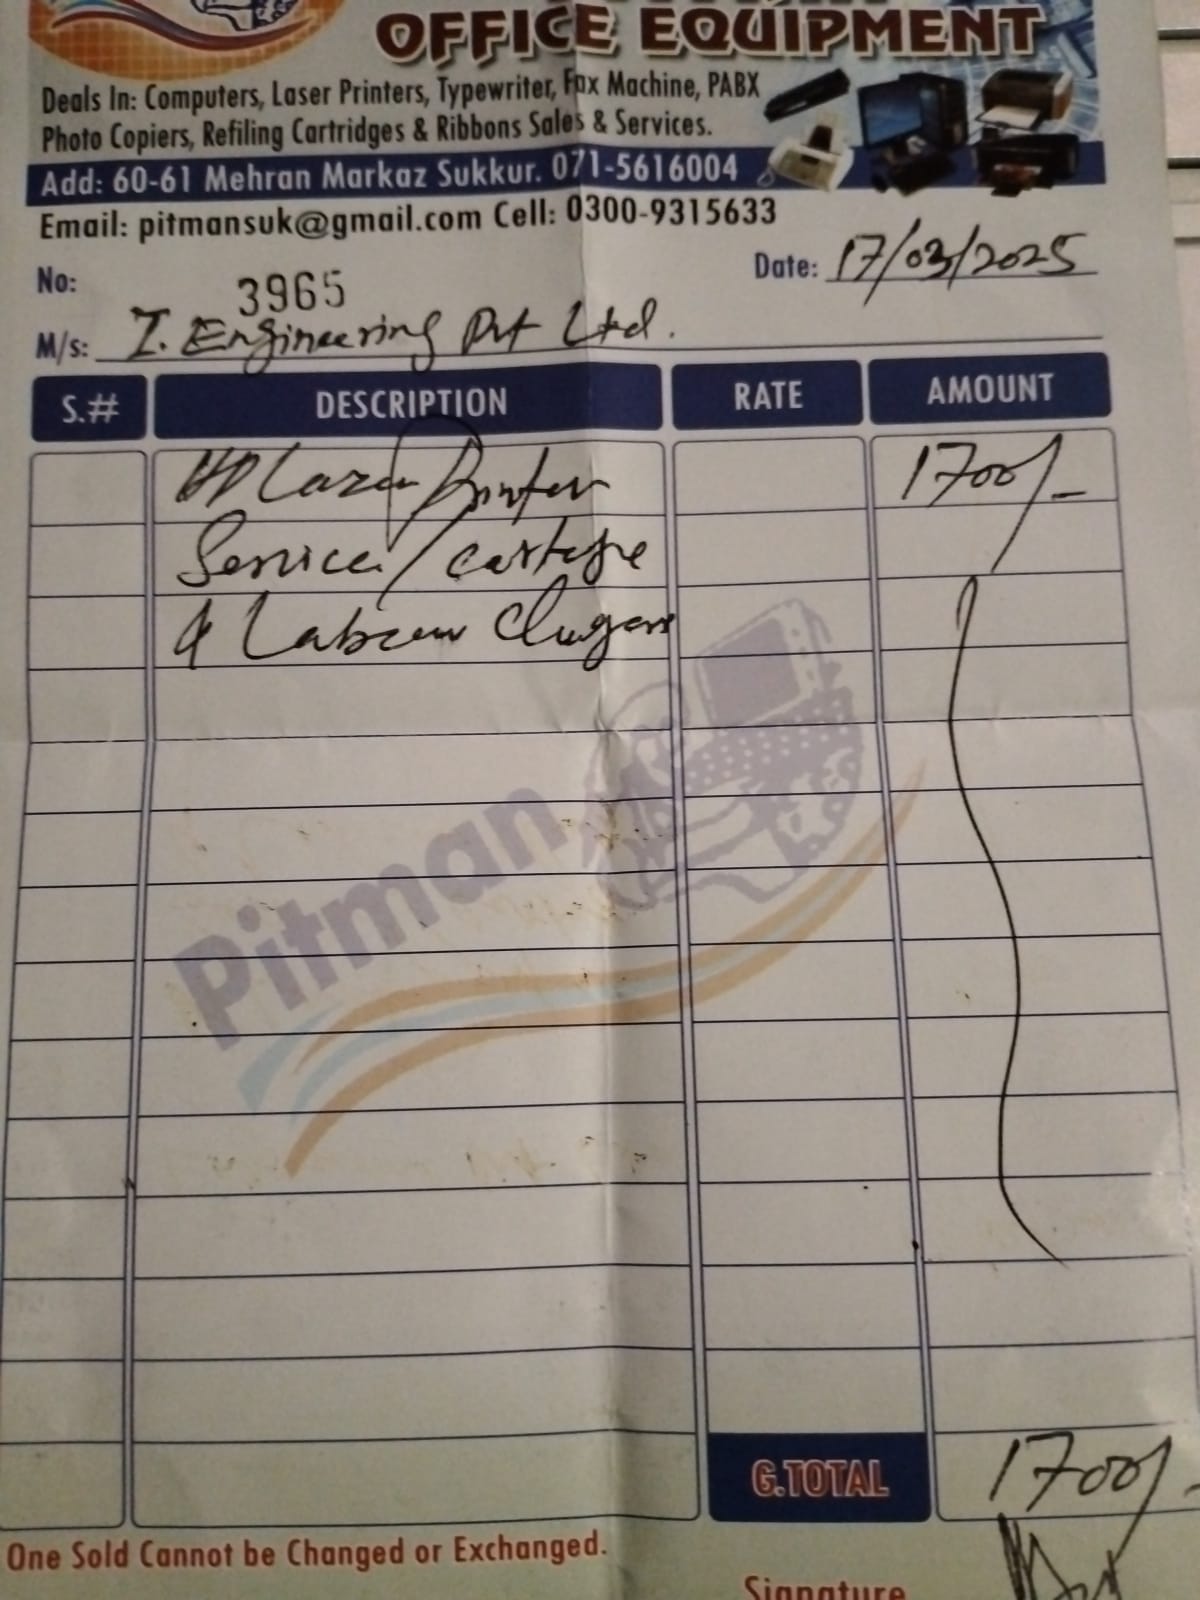 OFFICE EQUIPMENT
Deals In: Computers, Laser Printers, Typewriter, Fax Machine, PABX
Photo Copiers, Refiling Cartridges & Ribbons Sales & Services.
Add: 60-61 Mehran Markaz Sukkur. 071-5616004
Email: pitmansuk@gmail.com Cell: 0300-9315633
No: 3965 Date: 17/03/2025
M/s: Z. Engineering Pvt Ltd.
S.# DESCRIPTION RATE AMOUNT
HP Lazer Printer 1700/-
Service /
& Labour
Pitman
G.TOTAL 1700/-
One Sold Cannot be Changed or Exchanged.
Signature